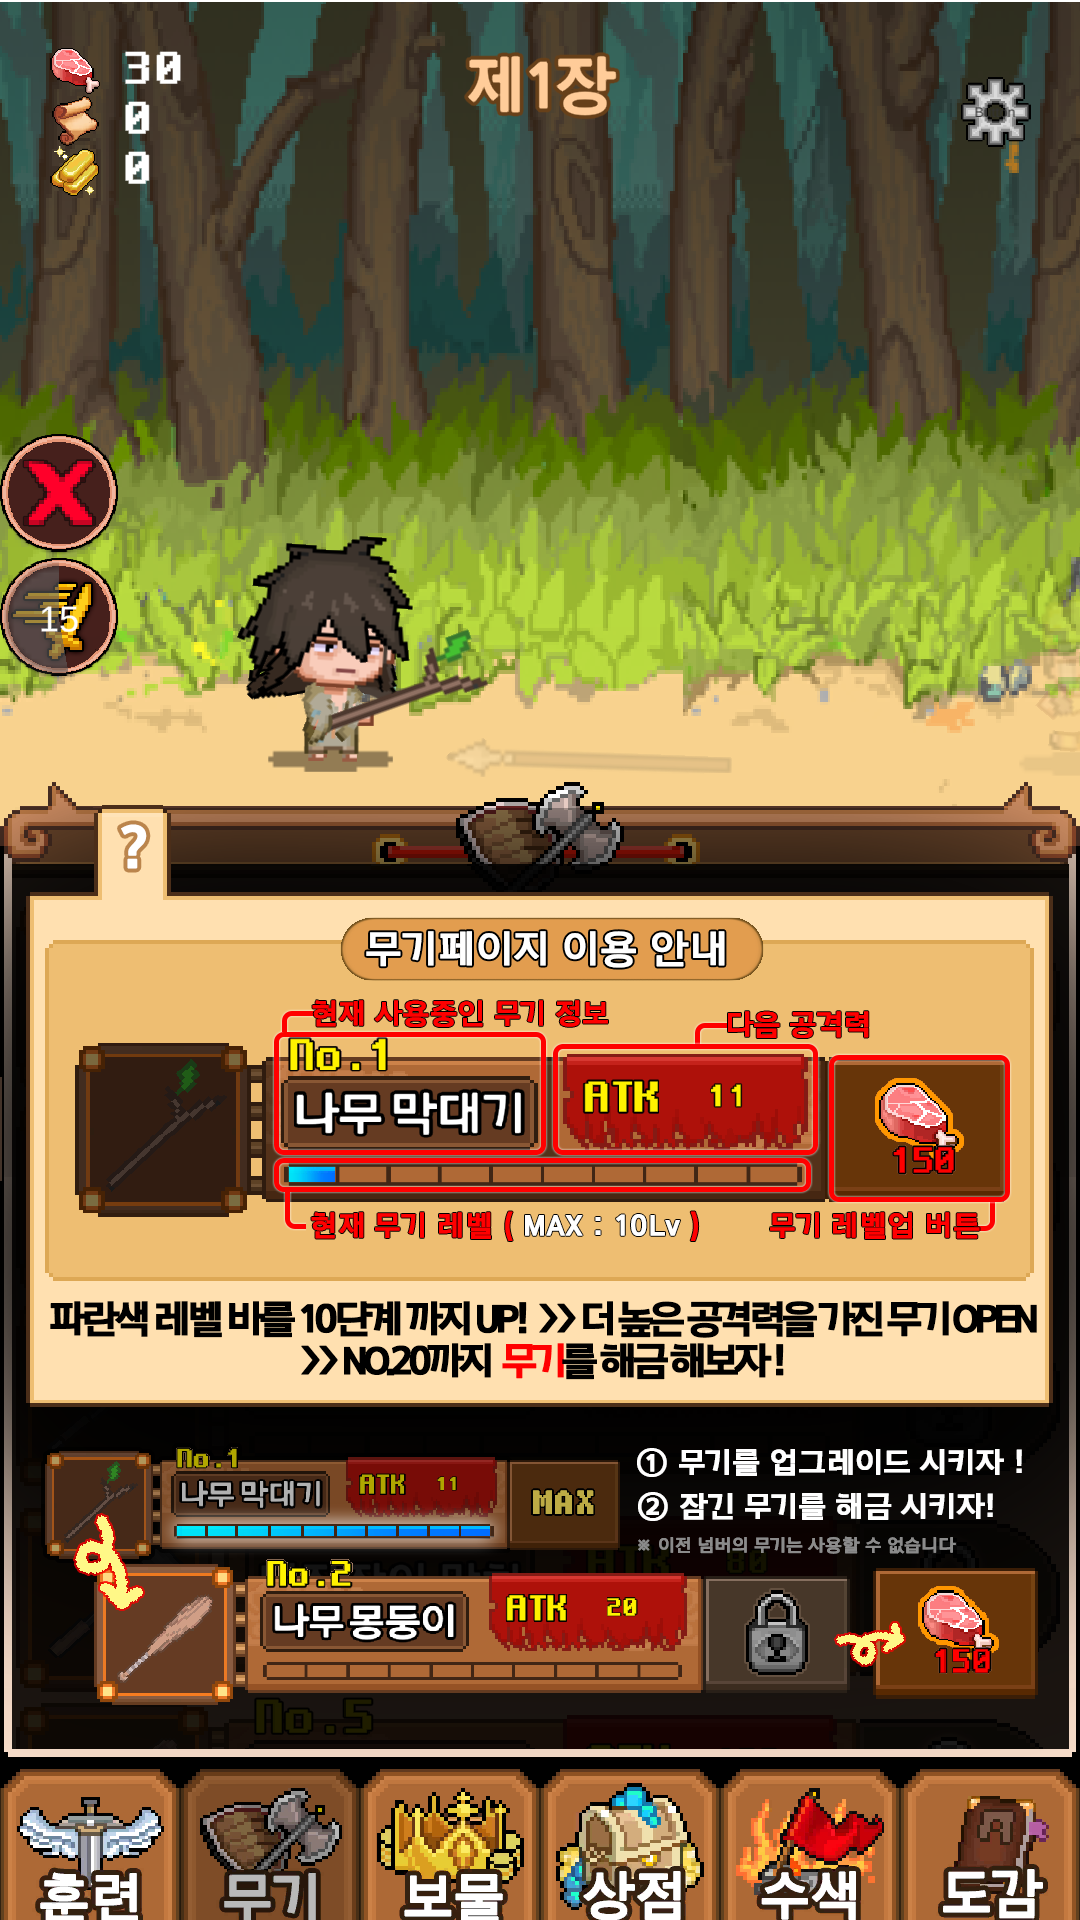 30
제1장
0
0
15
?
무기페이지 이용 안내
현재 사용중인 무기 정보
다음 공격력
No.1
나무 막대기
ATK 11
150
현재 무기 레벨 ( MAX : 10Lv )
무기 레벨업 버튼
파란색 레벨 바를 10단계 까지 UP! >> 더 높은 공격력을 가진 무기 OPEN
>> NO.20까지 무기를 해금 해보자 !
No.1
나무 막대기
ATK 11
MAX
① 무기를 업그레이드 시키자 !
② 잠긴 무기를 해금 시키자!
※ 이전 넘버의 무기는 사용할 수 없습니다
ATK 80
No.2
나무 몽둥이
ATK 20
150
No.5
훈련
무기
보물
상점
수색
도감